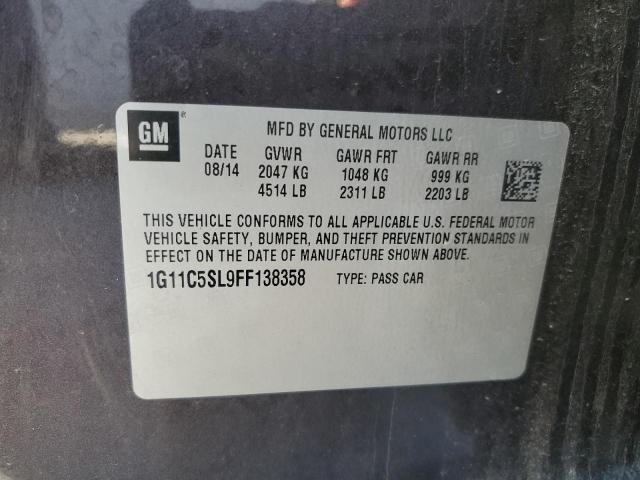 GM
MFD BY GENERAL MOTORS LLC
DATE GVWR GAWR FRT GAWR RR
08/14 2047 KG 1048 KG 999 KG
4514 LB 2311 LB 2203 LB
THIS VEHICLE CONFORMS TO ALL APPLICABLE U.S. FEDERAL MOTOR
VEHICLE SAFETY, BUMPER, AND THEFT PREVENTION STANDARDS IN
EFFECT ON THE DATE OF MANUFACTURE SHOWN ABOVE.
1G11C5SL9FF138358 TYPE: PASS CAR